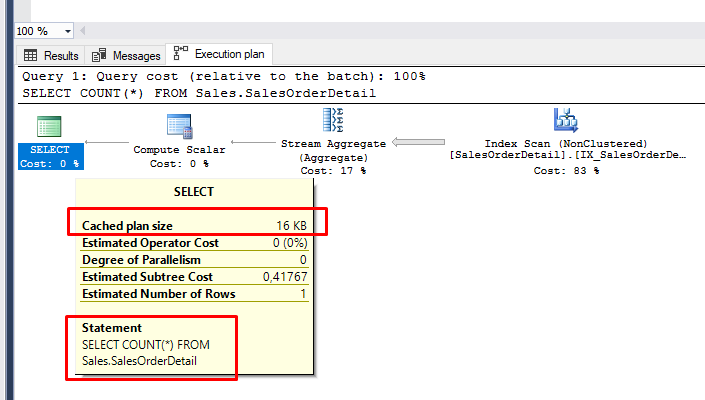 100 %
Results Messages Execution plan
Query 1: Query cost (relative to the batch): 100%
SELECT COUNT(*) FROM Sales.SalesOrderDetail
SELECT
Cost: 0 %
Compute Scalar
Cost: 0 %
Stream Aggregate
(Aggregate)
Cost: 17 %
Index Scan (NonClustered)
[SalesOrderDetail].[IX_SalesOrderDe…
Cost: 83 %
SELECT
Cached plan size 16 KB
Estimated Operator Cost 0 (0%)
Degree of Parallelism 0
Estimated Subtree Cost 0,41767
Estimated Number of Rows 1
Statement
SELECT COUNT(*) FROM
Sales.SalesOrderDetail